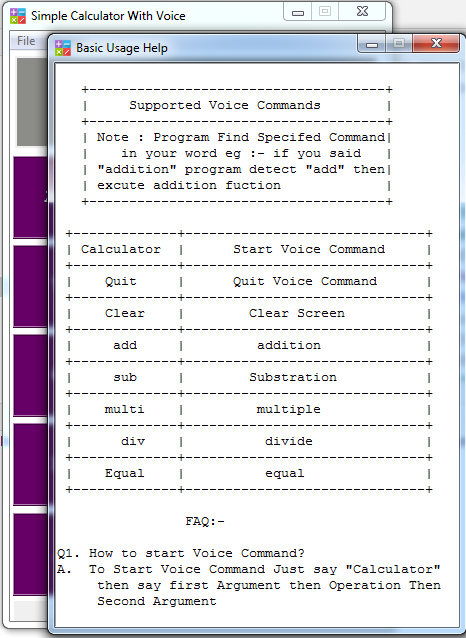 Simple Calculator With Voice
File
Basic Usage Help
Supported Voice Commands
Note : Program Find Specifed Command
in your word eg :- if you said
"addition" program detect "add" then
excute addition fuction
Calculator | Start Voice Command
Quit | Quit Voice Command
Clear | Clear Screen
add | addition
sub | Substration
multi | multiple
div | divide
Equal | equal
FAQ:-
Q1. How to start Voice Command?
A. To Start Voice Command Just say "Calculator"
then say first Argument then Operation Then
Second Argument